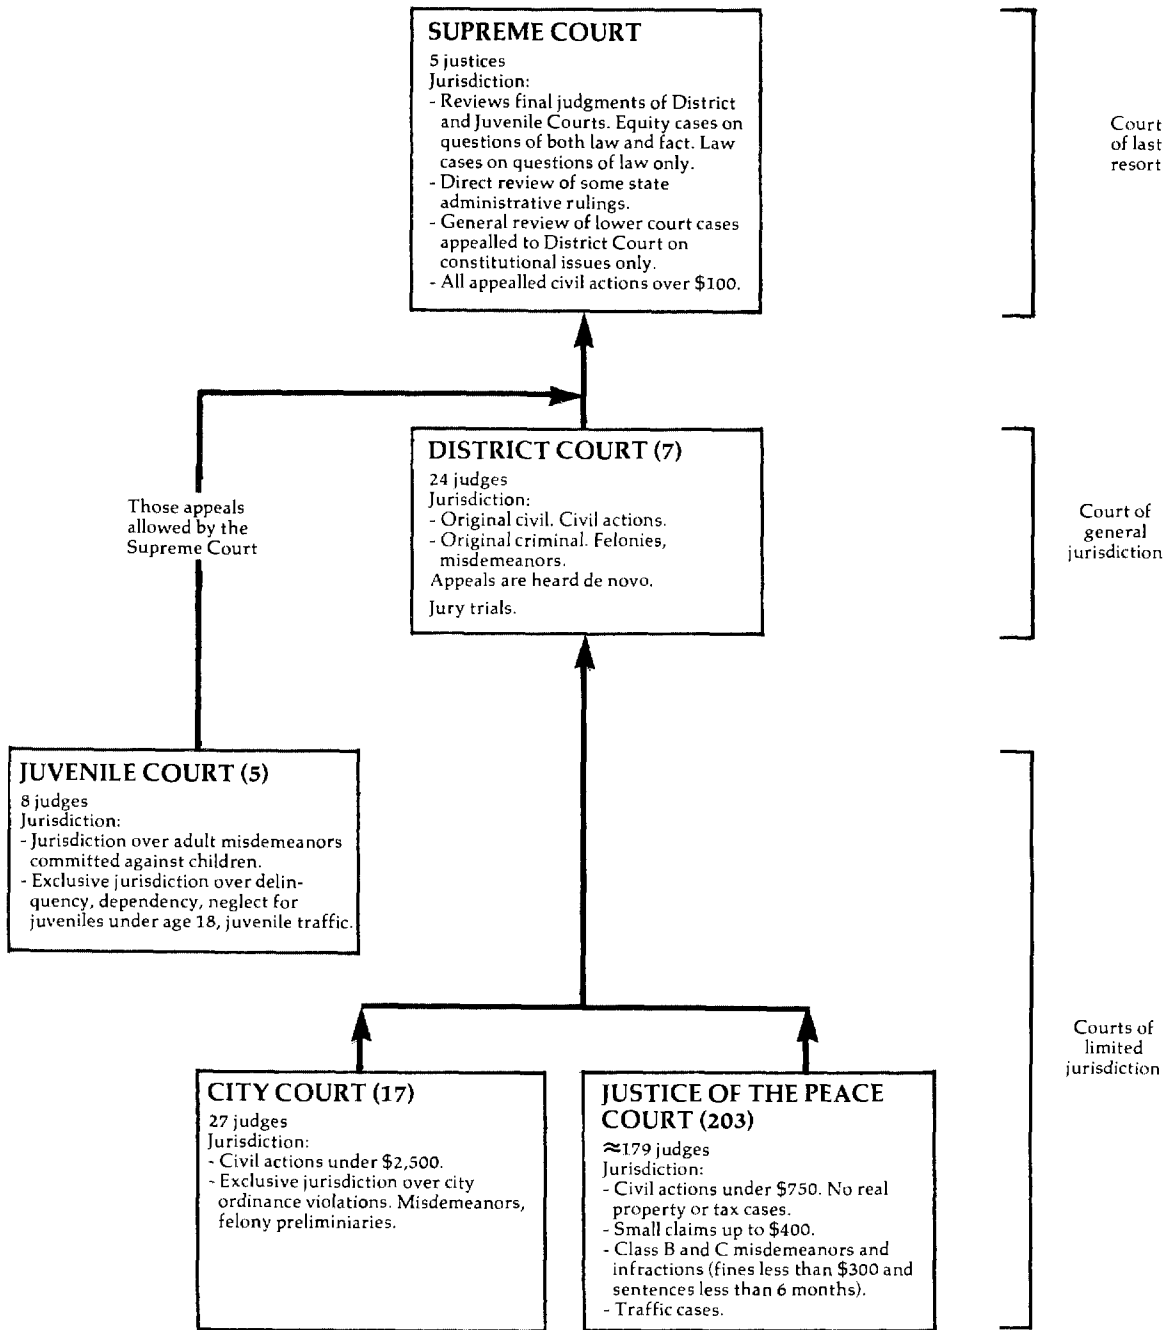 SUPREME COURT
5 justices
Jurisdiction:
- Reviews final judgments of District
and Juvenile Courts. Equity cases on
questions of both law and fact. Law
cases on questions of law only.
- Direct review of some state
administrative rulings.
- General review of lower court cases
appealled to District Court on
constitutional issues only.
- All appealled civil actions over $100.
Court
of last
resort
DISTRICT COURT (7)
24 judges
Jurisdiction:
- Original civil. Civil actions.
- Original criminal. Felonies,
misdemeanors.
Appeals are heard de novo.
Jury trials.
Court of
general
jurisdiction
Those appeals
allowed by the
Supreme Court
JUVENILE COURT (5)
8 judges
Jurisdiction:
- Jurisdiction over adult misdemeanors
committed against children.
- Exclusive jurisdiction over delin-
quency, dependency, neglect for
juveniles under age 18, juvenile traffic.
Courts of
limited
jurisdiction
CITY COURT (17)
27 judges
Jurisdiction:
- Civil actions under $2,500.
- Exclusive jurisdiction over city
ordinance violations. Misdemeanors,
felony preliminiaries.
JUSTICE OF THE PEACE
COURT (203)
≈179 judges
Jurisdiction:
- Civil actions under $750. No real
property or tax cases.
- Small claims up to $400.
- Class B and C misdemeanors and
infractions (fines less than $300 and
sentences less than 6 months).
- Traffic cases.